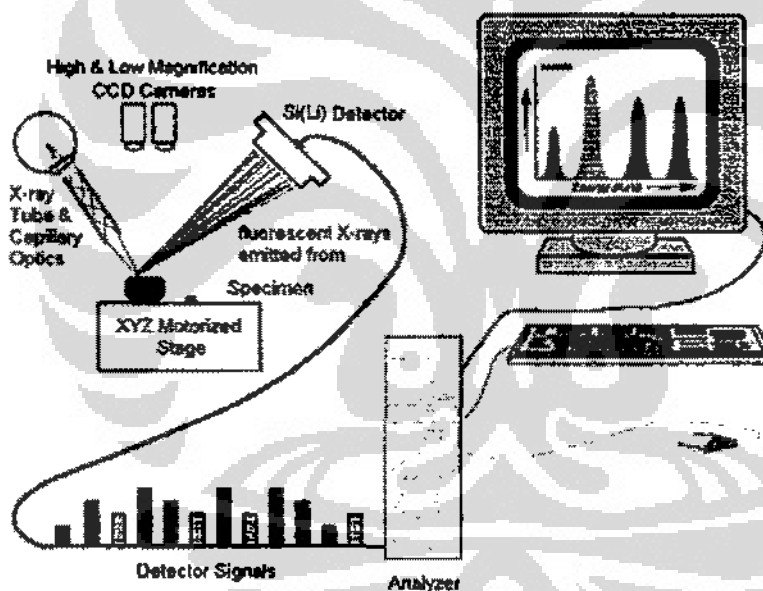 High & Low Magnification
CCD Cameras
Si(Li) Detector
X-ray
Tube &
Capillary
Optics
fluorescent X-rays
emitted from
Specimen
XYZ Motorized
Stage
Detector Signals
Analyzer